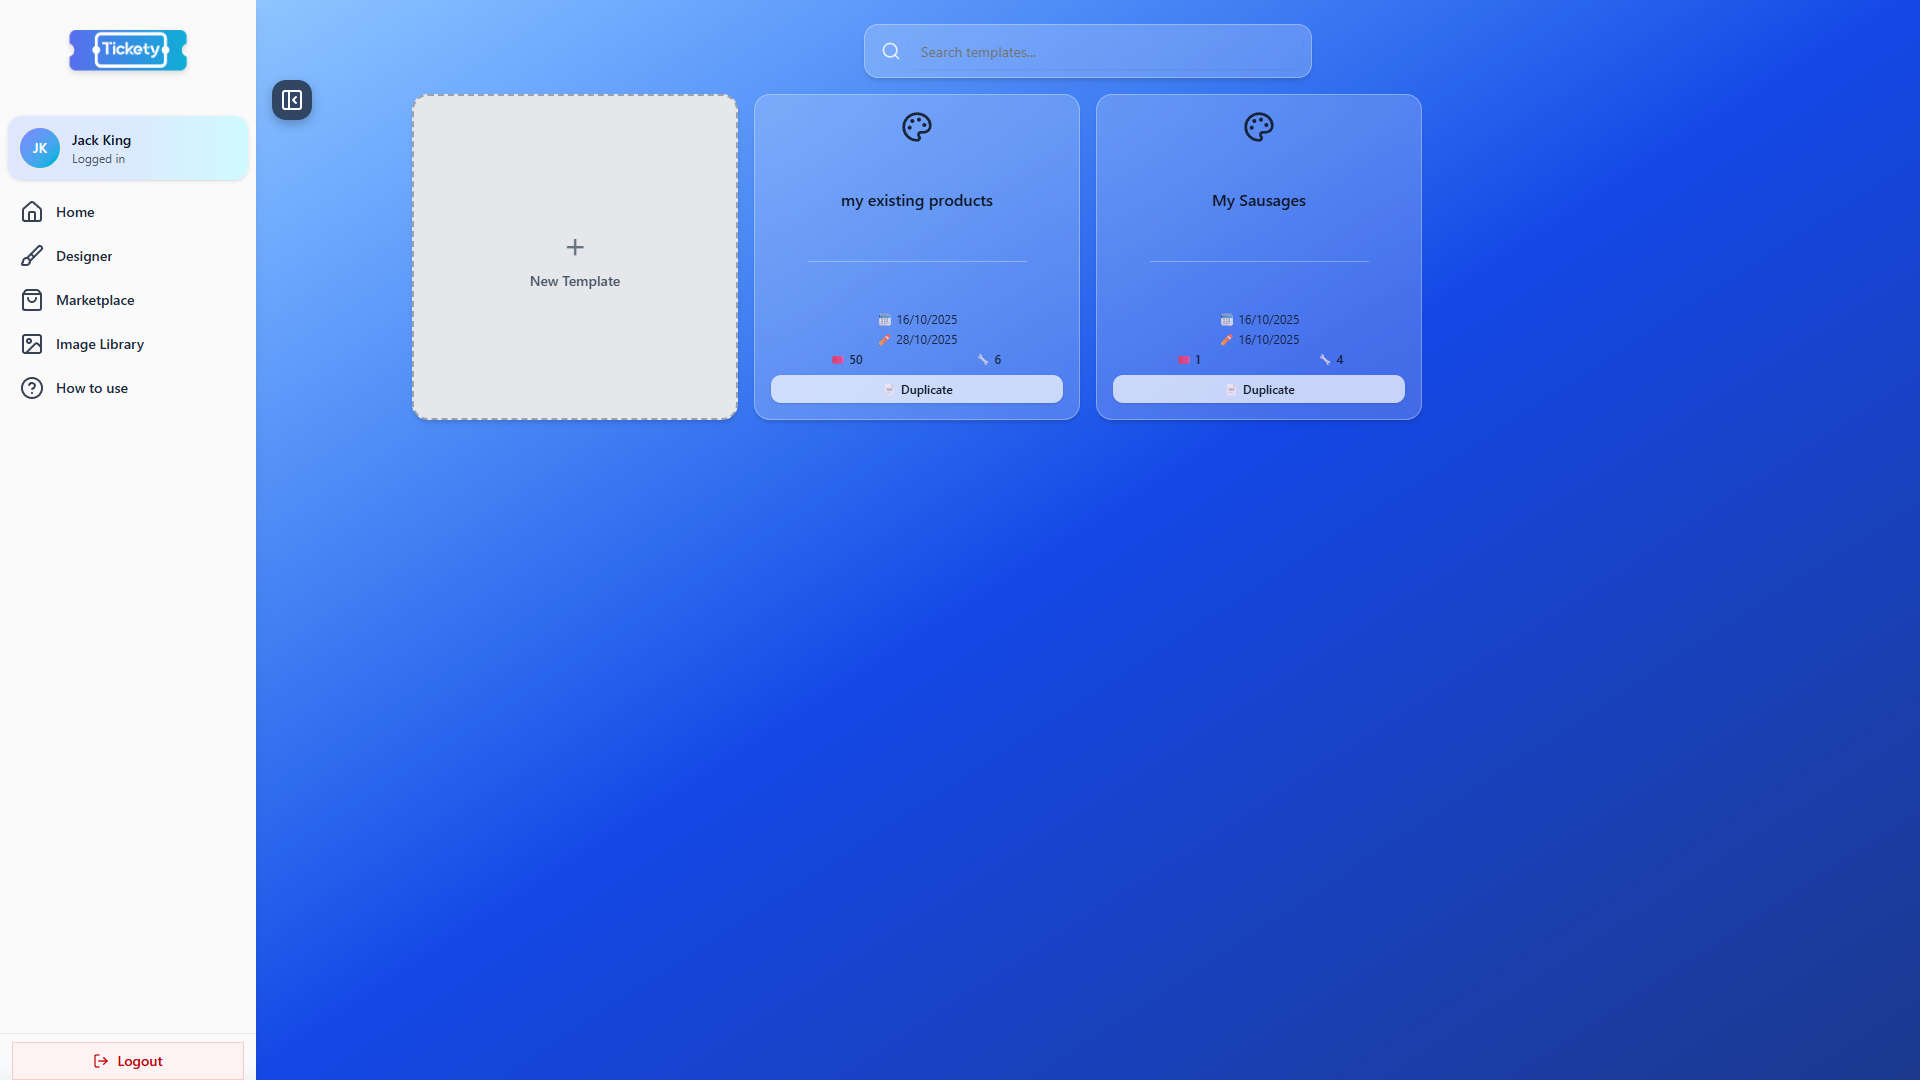 Tickety
JK
Jack King
Logged in
Home
Designer
Marketplace
Image Library
How to use
Logout
Search templates...
New Template
my existing products
16/10/2025
28/10/2025
50
6
Duplicate
My Sausages
16/10/2025
16/10/2025
1
4
Duplicate